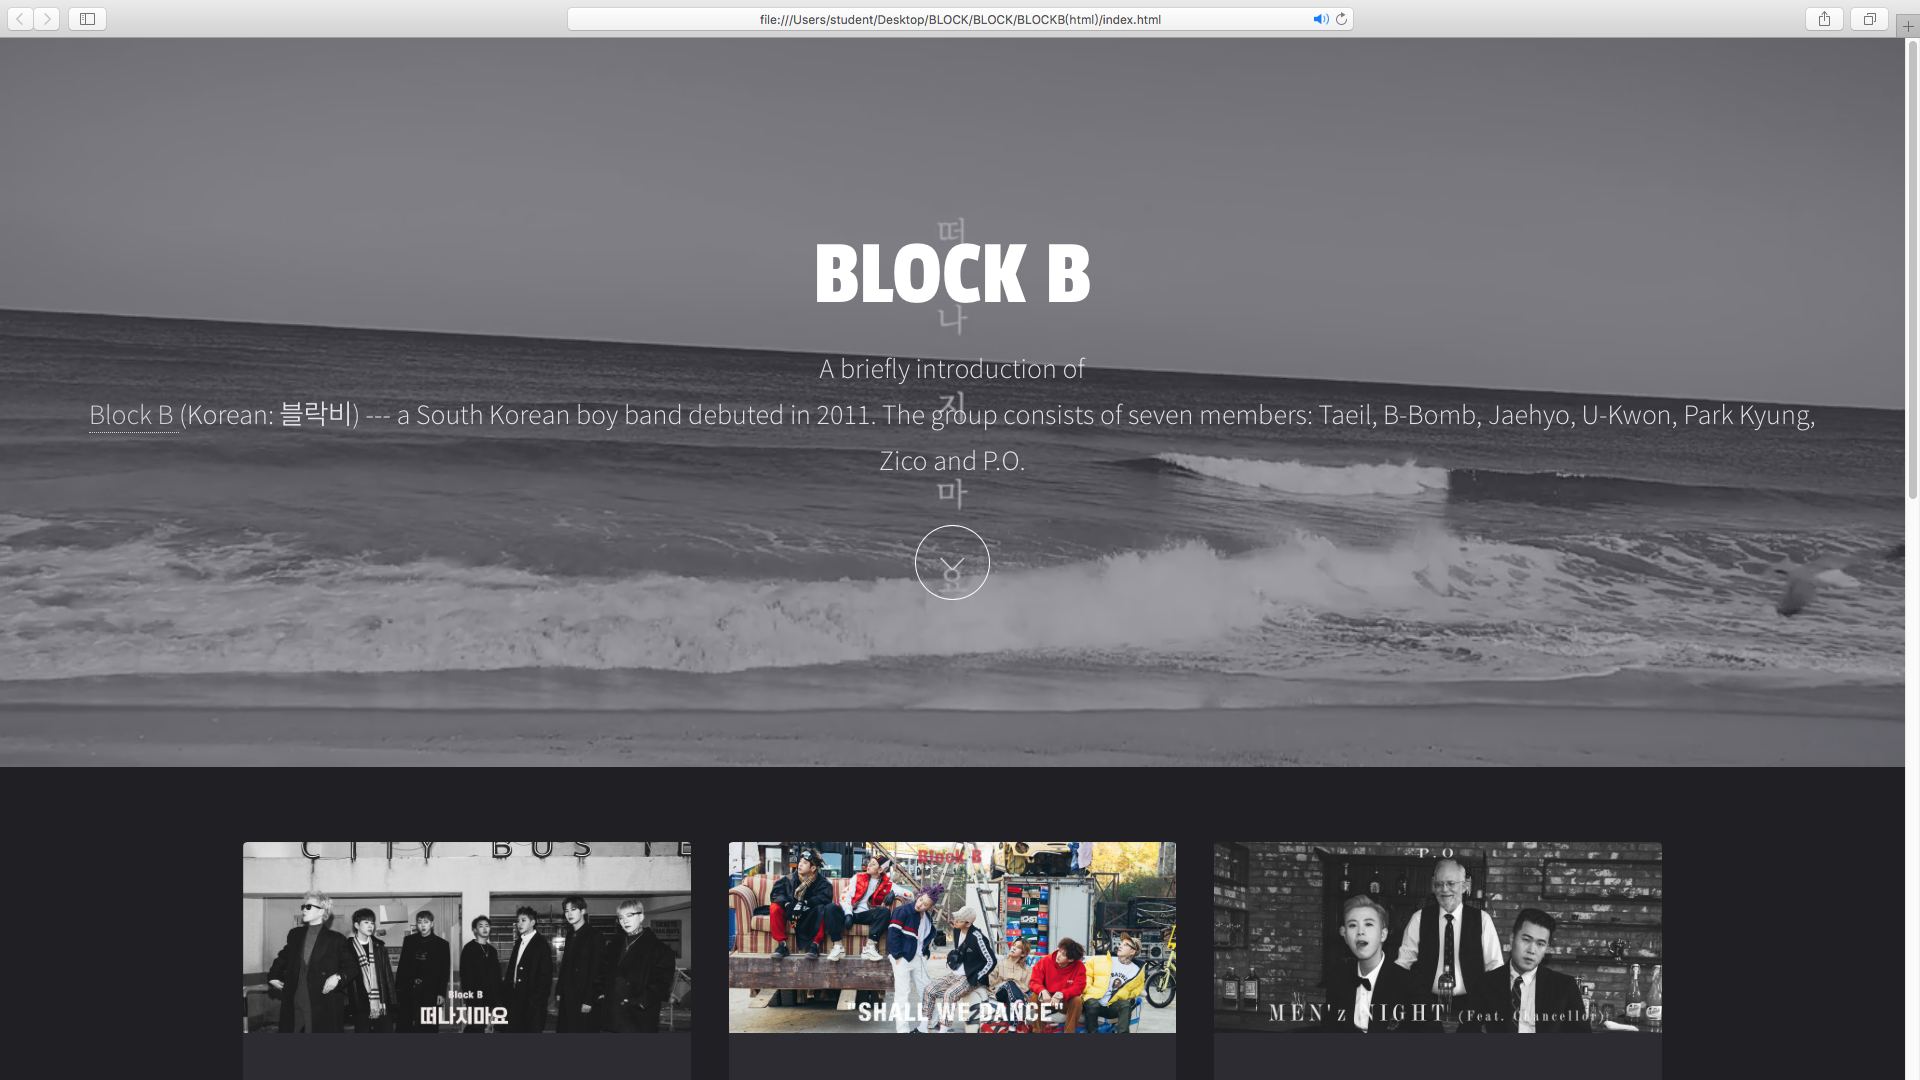 file:///Users/student/Desktop/BLOCK/BLOCK/BLOCKB(html)/index.html
떠
BLOCK B
나
A briefly introduction of
지
Block B (Korean: 블락비) --- a South Korean boy band debuted in 2011. The group consists of seven members: Taeil, B-Bomb, Jaehyo, U-Kwon, Park Kyung,
Zico and P.O.
마
요
CITY BUS TE
Block B
떠나지마요
Block B
"SHALL WE DANCE"
P.O
MEN'z NIGHT (Feat. Chancellor)